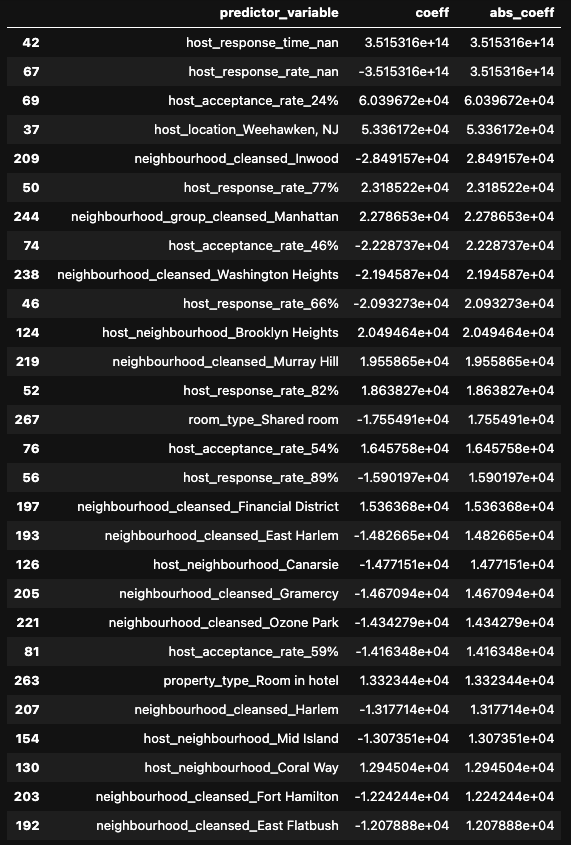 predictor_variable coeff abs_coeff
42 host_response_time_nan 3.515316e+14 3.515316e+14
67 host_response_rate_nan -3.515316e+14 3.515316e+14
69 host_acceptance_rate_24% 6.039672e+04 6.039672e+04
37 host_location_Weehawken, NJ 5.336172e+04 5.336172e+04
209 neighbourhood_cleansed_Inwood -2.849157e+04 2.849157e+04
50 host_response_rate_77% 2.318522e+04 2.318522e+04
244 neighbourhood_group_cleansed_Manhattan 2.278653e+04 2.278653e+04
74 host_acceptance_rate_46% -2.228737e+04 2.228737e+04
238 neighbourhood_cleansed_Washington Heights -2.194587e+04 2.194587e+04
46 host_response_rate_66% -2.093273e+04 2.093273e+04
124 host_neighbourhood_Brooklyn Heights 2.049464e+04 2.049464e+04
219 neighbourhood_cleansed_Murray Hill 1.955865e+04 1.955865e+04
52 host_response_rate_82% 1.863827e+04 1.863827e+04
267 room_type_Shared room -1.755491e+04 1.755491e+04
76 host_acceptance_rate_54% 1.645758e+04 1.645758e+04
56 host_response_rate_89% -1.590197e+04 1.590197e+04
197 neighbourhood_cleansed_Financial District 1.536368e+04 1.536368e+04
193 neighbourhood_cleansed_East Harlem -1.482665e+04 1.482665e+04
126 host_neighbourhood_Canarsie -1.477151e+04 1.477151e+04
205 neighbourhood_cleansed_Gramercy -1.467094e+04 1.467094e+04
221 neighbourhood_cleansed_Ozone Park -1.434279e+04 1.434279e+04
81 host_acceptance_rate_59% -1.416348e+04 1.416348e+04
263 property_type_Room in hotel 1.332344e+04 1.332344e+04
207 neighbourhood_cleansed_Harlem -1.317714e+04 1.317714e+04
154 host_neighbourhood_Mid Island -1.307351e+04 1.307351e+04
130 host_neighbourhood_Coral Way 1.294504e+04 1.294504e+04
203 neighbourhood_cleansed_Fort Hamilton -1.224244e+04 1.224244e+04
192 neighbourhood_cleansed_East Flatbush -1.207888e+04 1.207888e+04